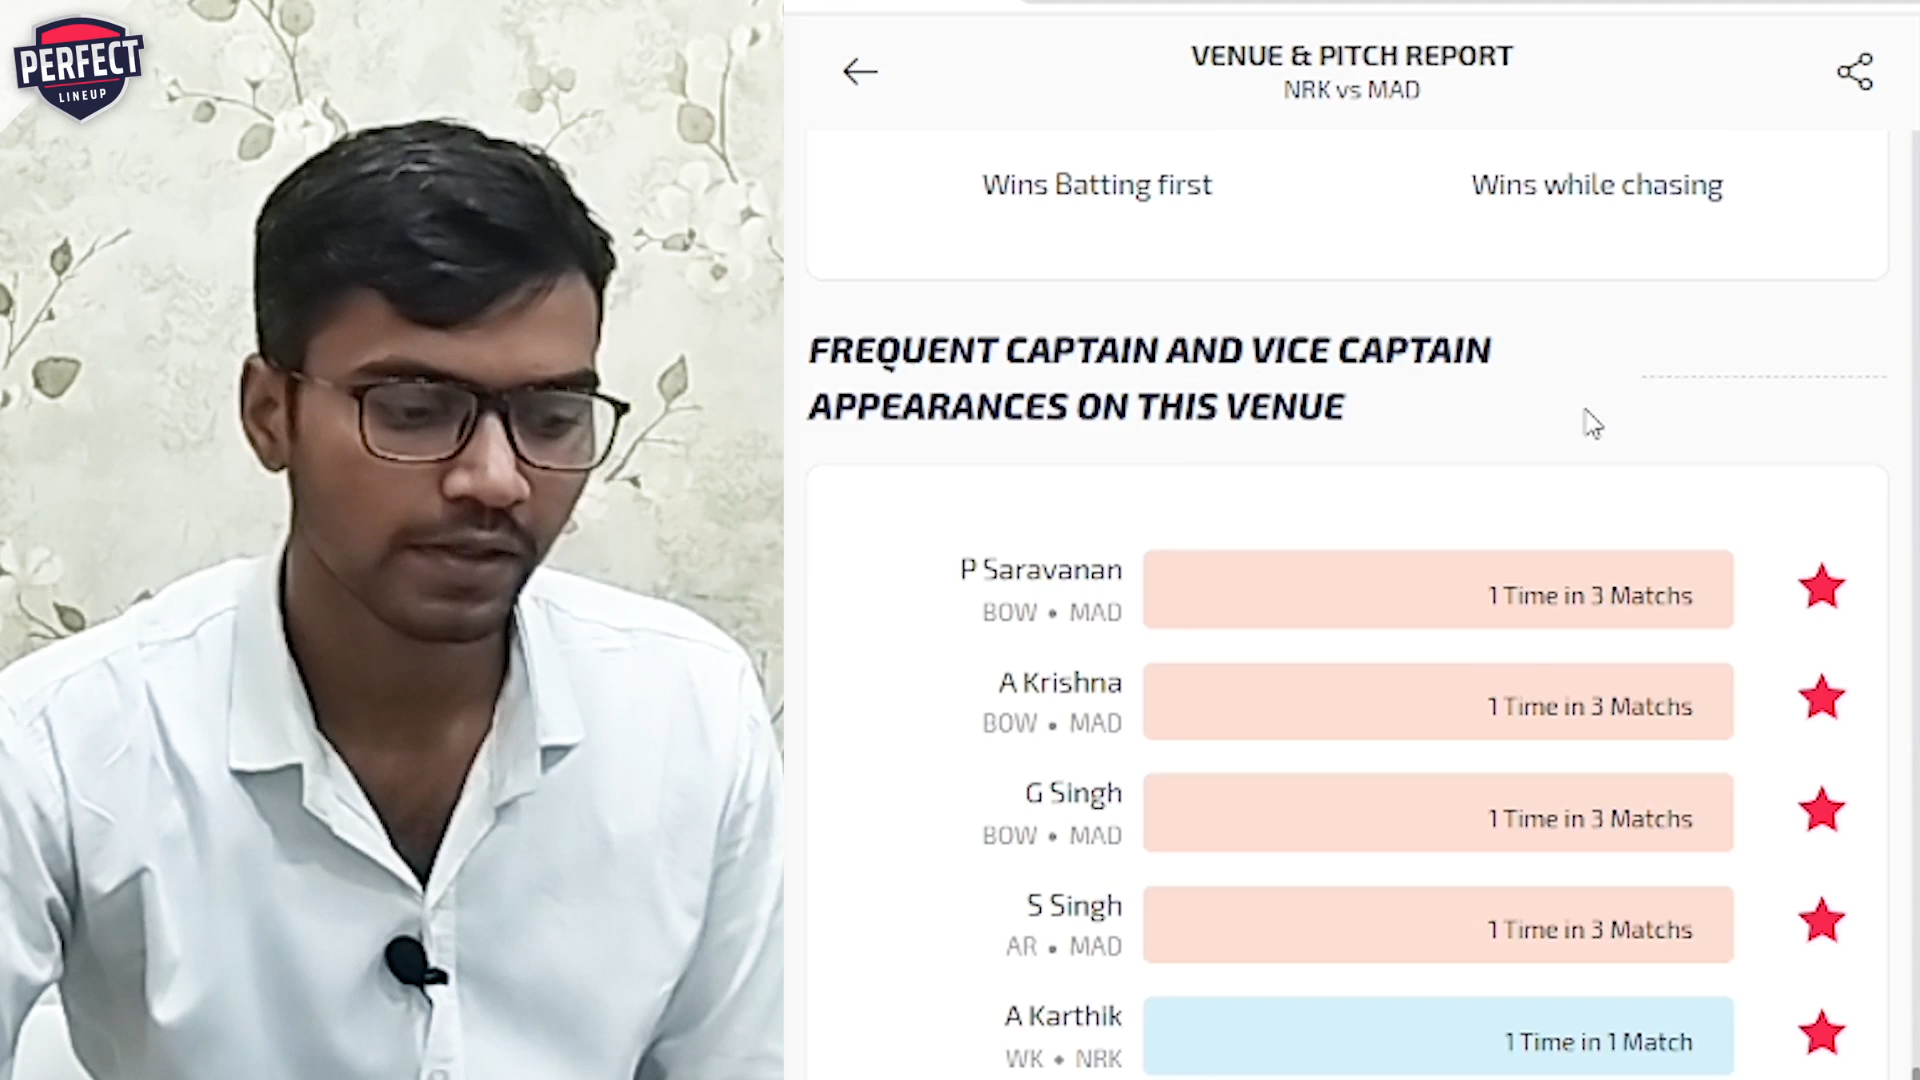 PERFECT
LINEUP
VENUE & PITCH REPORT
NRK vs MAD
Wins Batting first
Wins while chasing
FREQUENT CAPTAIN AND VICE CAPTAIN
APPEARANCES ON THIS VENUE
P Saravanan
BOW • MAD
1 Time in 3 Matchs
A Krishna
BOW • MAD
1 Time in 3 Matchs
G Singh
BOW • MAD
1 Time in 3 Matchs
S Singh
AR • MAD
1 Time in 3 Matchs
A Karthik
WK • NRK
1 Time in 1 Match